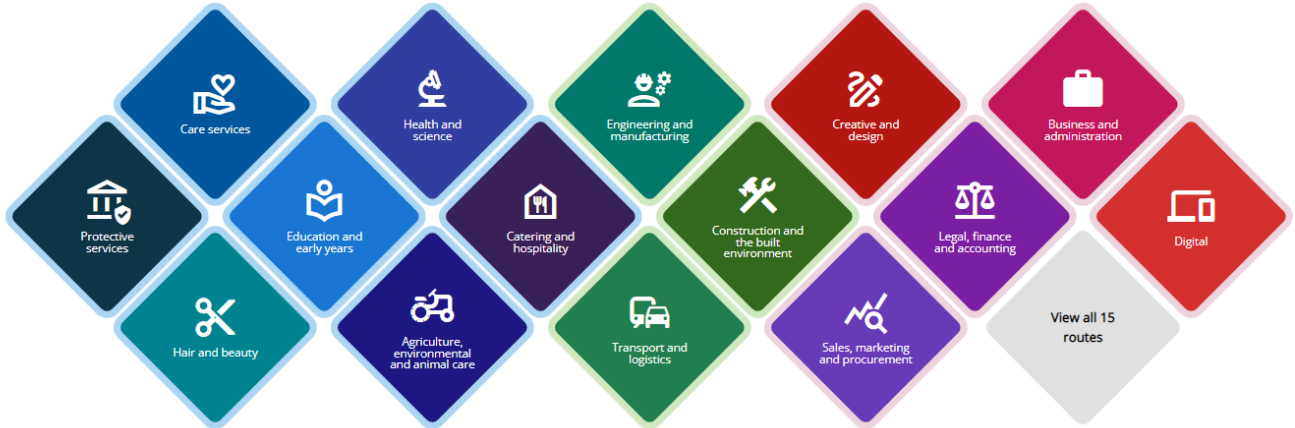 Care services
Health and
science
Engineering and
manufacturing
Creative and
design
Business and
administration
Protective
services
Education and
early years
Catering and
hospitality
Construction and
the built
environment
Legal, finance
and accounting
Digital
Hair and beauty
Agriculture,
environmental
and animal care
Transport and
logistics
Sales, marketing
and procurement
View all 15
routes